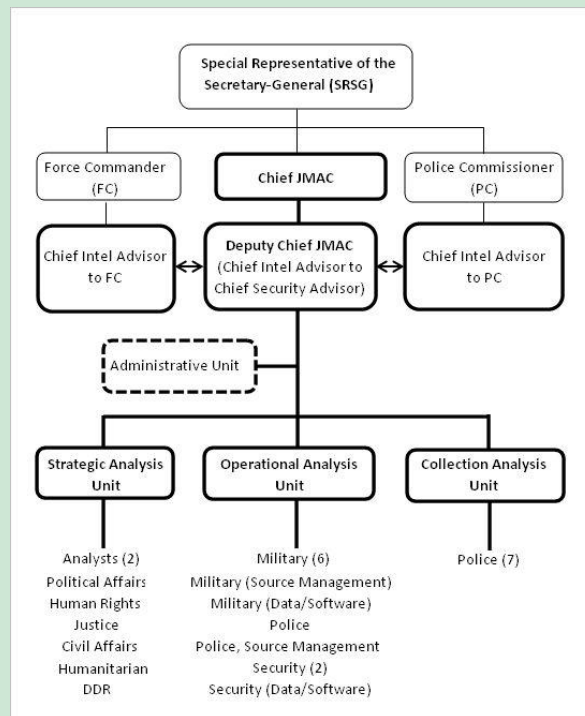 Special Representative of the
Secretary-General (SRSG)
Force Commander
(FC)
Chief JMAC
Police Commissioner
(PC)
Chief Intel Advisor
to FC
Deputy Chief JMAC
(Chief Intel Advisor to
Chief Security Advisor)
Chief Intel Advisor
to PC
Administrative Unit
Strategic Analysis
Unit
Operational Analysis
Unit
Collection Analysis
Unit
Analysts (2)
Political Affairs
Human Rights
Justice
Civil Affairs
Humanitarian
DDR
Military (6)
Military (Source Management)
Military (Data/Software)
Police
Police, Source Management
Security (2)
Security (Data/Software)
Police (7)